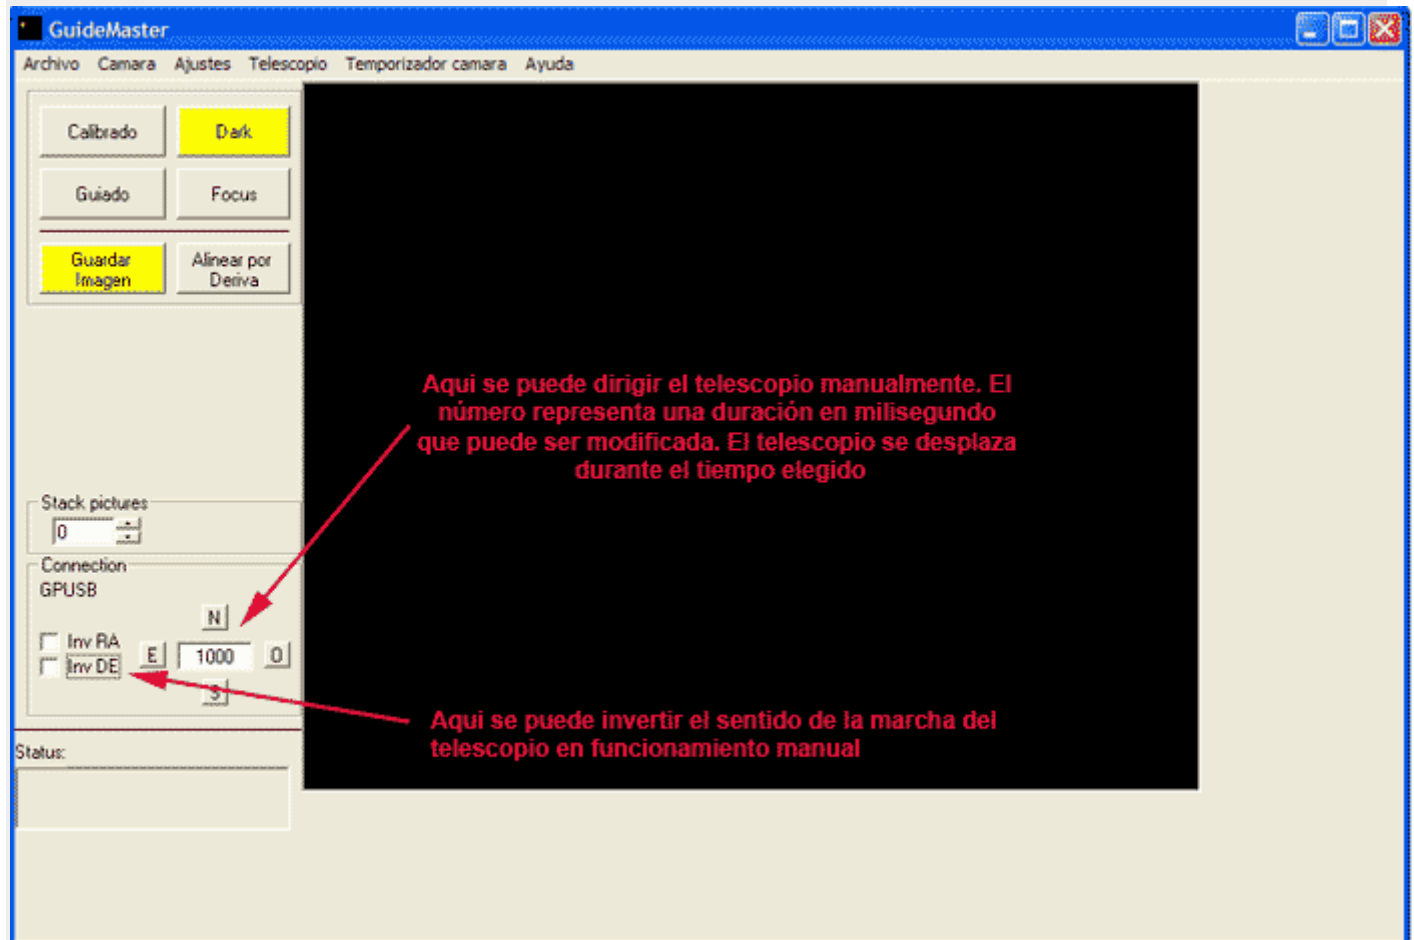 GuideMaster
Archivo Camara Ajustes Telescopio Temporizador camara Ayuda
Calibrado Dark
Guiado Focus
Guardar
Imagen
Alinear por
Deriva
Aqui se puede dirigir el telescopio manualmente. El
número representa una duración en milisegundo
que puede ser modificada. El telescopio se desplaza
durante el tiempo elegido
Stack pictures
0
Connection
GPUSB
N
Inv RA
Inv DE
E 1000 O
S
Aqui se puede invertir el sentido de la marcha del
telescopio en funcionamiento manual
Status: